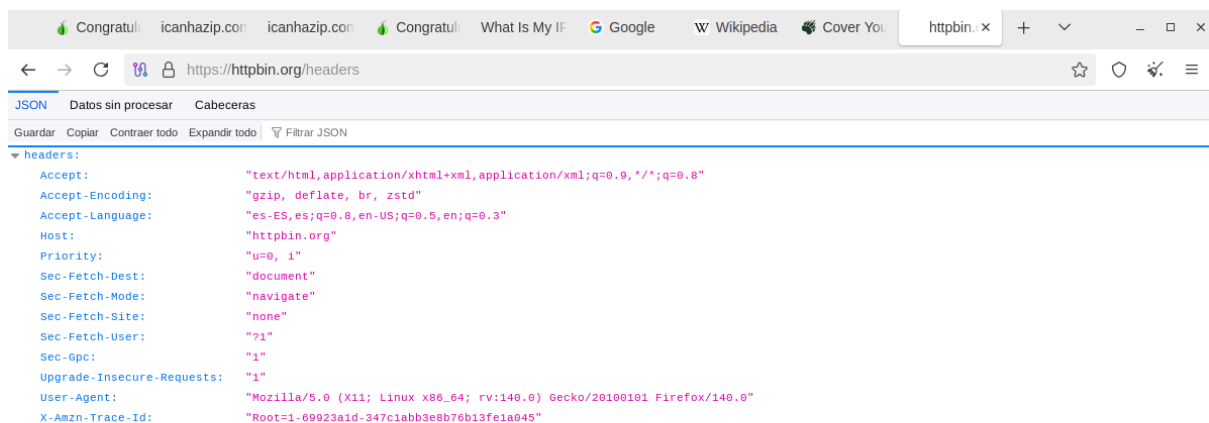 Congratul icanhazip.con icanhazip.con Congratul What Is My IP Google Wikipedia Cover You httpbin.o
https://httpbin.org/headers
JSON Datos sin procesar Cabeceras
Guardar Copiar Contraer todo Expandir todo Filtrar JSON
headers:
Accept: "text/html,application/xhtml+xml,application/xml;q=0.9,*/*;q=0.8"
Accept-Encoding: "gzip, deflate, br, zstd"
Accept-Language: "es-ES,es;q=0.8,en-US;q=0.5,en;q=0.3"
Host: "httpbin.org"
Priority: "u=0, i"
Sec-Fetch-Dest: "document"
Sec-Fetch-Mode: "navigate"
Sec-Fetch-Site: "none"
Sec-Fetch-User: "?1"
Sec-Gpc: "1"
Upgrade-Insecure-Requests: "1"
User-Agent: "Mozilla/5.0 (X11; Linux x86_64; rv:140.0) Gecko/20100101 Firefox/140.0"
X-Amzn-Trace-Id: "Root=1-69923a1d-347c1abb3e8b76b13fe1a045"